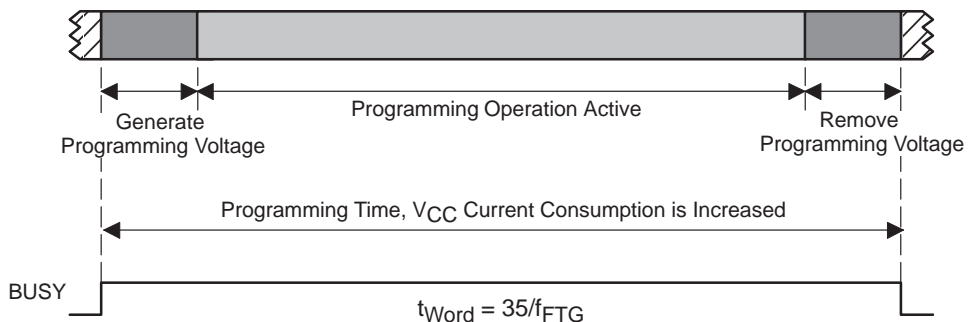 Generate
Programming Voltage
Programming Operation Active
Remove
Programming Voltage
Programming Time, VCC Current Consumption is Increased
BUSY
tWord = 35/fFTG